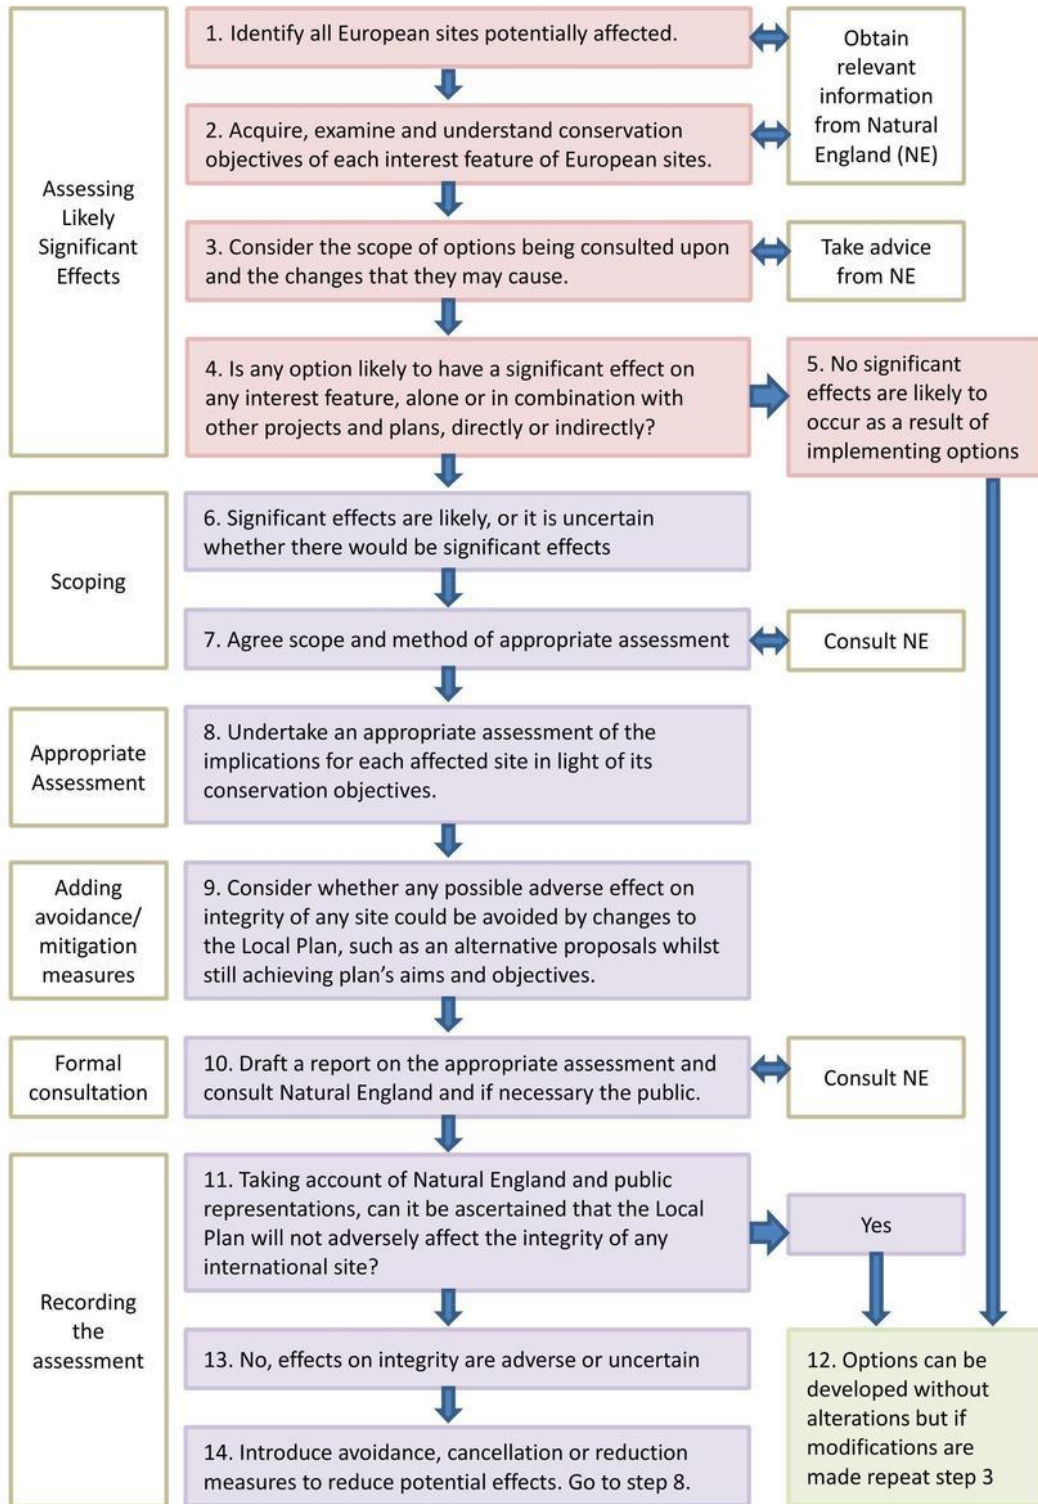 1. Identify all European sites potentially affected.
Obtain
relevant
information
from Natural
England (NE)
2. Acquire, examine and understand conservation
objectives of each interest feature of European sites.
Assessing
Likely
Significant
Effects
3. Consider the scope of options being consulted upon
and the changes that they may cause.
Take advice
from NE
4. Is any option likely to have a significant effect on
any interest feature, alone or in combination with
other projects and plans, directly or indirectly?
5. No significant
effects are likely to
occur as a result of
implementing options
Scoping
6. Significant effects are likely, or it is uncertain
whether there would be significant effects
7. Agree scope and method of appropriate assessment
Consult NE
Appropriate
Assessment
8. Undertake an appropriate assessment of the
implications for each affected site in light of its
conservation objectives.
Adding
avoidance/
mitigation
measures
9. Consider whether any possible adverse effect on
integrity of any site could be avoided by changes to
the Local Plan, such as an alternative proposals whilst
still achieving plan's aims and objectives.
Formal
consultation
10. Draft a report on the appropriate assessment and
consult Natural England and if necessary the public.
Consult NE
Recording
the
assessment
11. Taking account of Natural England and public
representations, can it be ascertained that the Local
Plan will not adversely affect the integrity of any
international site?
Yes
13. No, effects on integrity are adverse or uncertain
12. Options can be
developed without
alterations but if
modifications are
made repeat step 3
14. Introduce avoidance, cancellation or reduction
measures to reduce potential effects. Go to step 8.